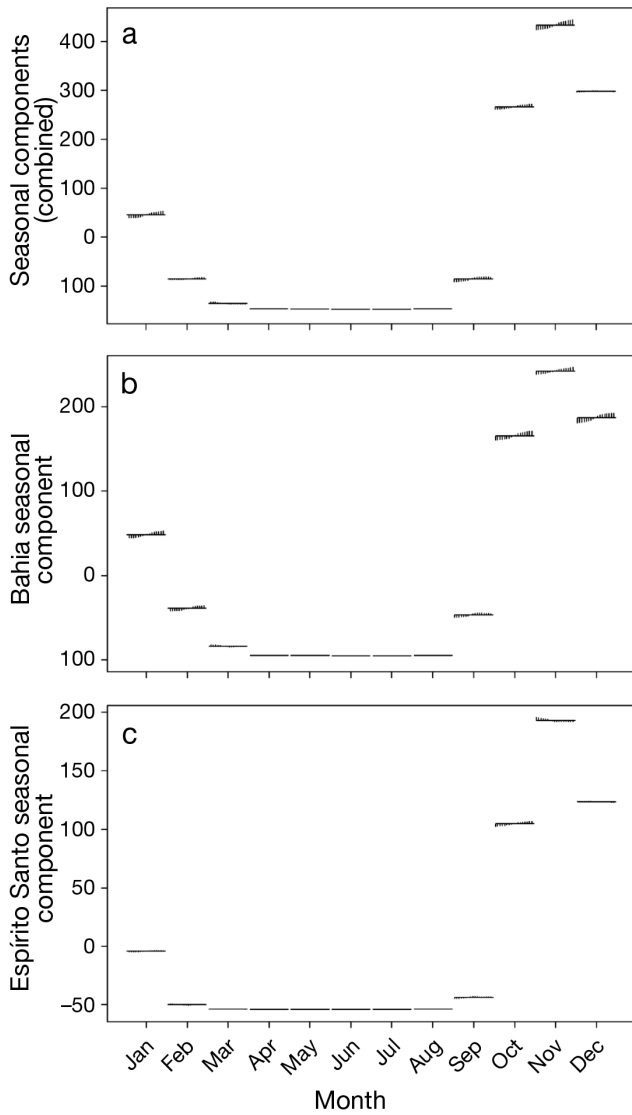 a
Seasonal components
(combined)
400
300
200
100
0
100
b
Bahia seasonal
component
200
100
0
100
c
Espírito Santo seasonal
component
200
150
100
50
0
−50
Jan
Feb
Mar
Apr
May
Jun
Jul
Aug
Sep
Oct
Nov
Dec
Month